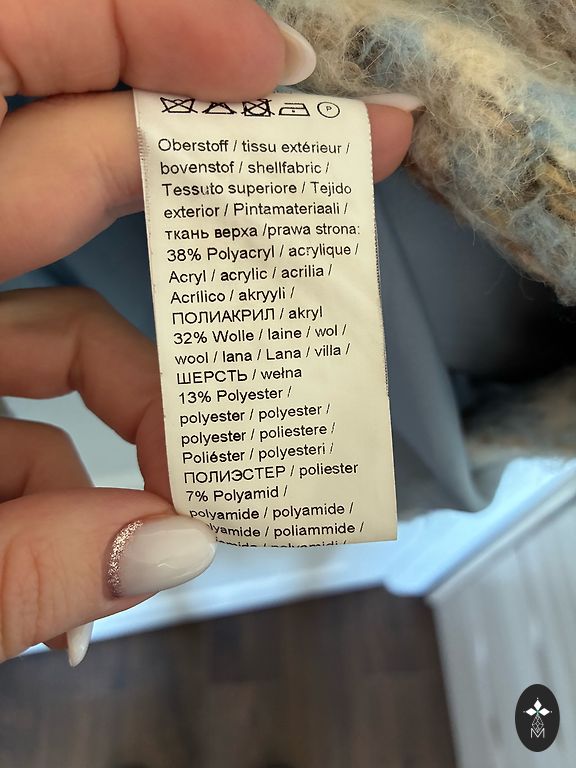 P
Oberstoff / tissu extérieur /
bovenstof / shellfabric /
Tessuto superiore / Tejido
exterior / Pintamateriaali /
ткань верха /prawa strona:
38% Polyacryl / acrylique /
Acryl / acrylic / acrilia /
Acrílico / akryyli /
ПОЛИАКРИЛ / akryl
32% Wolle / laine / wol /
wool / lana / Lana / villa /
ШЕРСТЬ / wełna
13% Polyester /
polyester / polyester /
polyester / poliestere /
Poliéster / polyesteri /
ПОЛИЭСТЕР / poliester
7% Polyamid /
polyamide / polyamide /
/ poliammide /
M